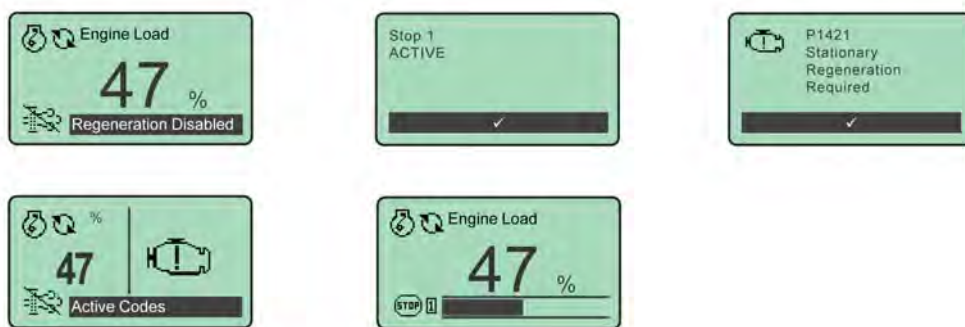 Engine Load
47 %
Regeneration Disabled
Stop 1
ACTIVE
P1421
Stationary
Regeneration
Required
%
47
Active Codes
Engine Load
47 %
STOP 1